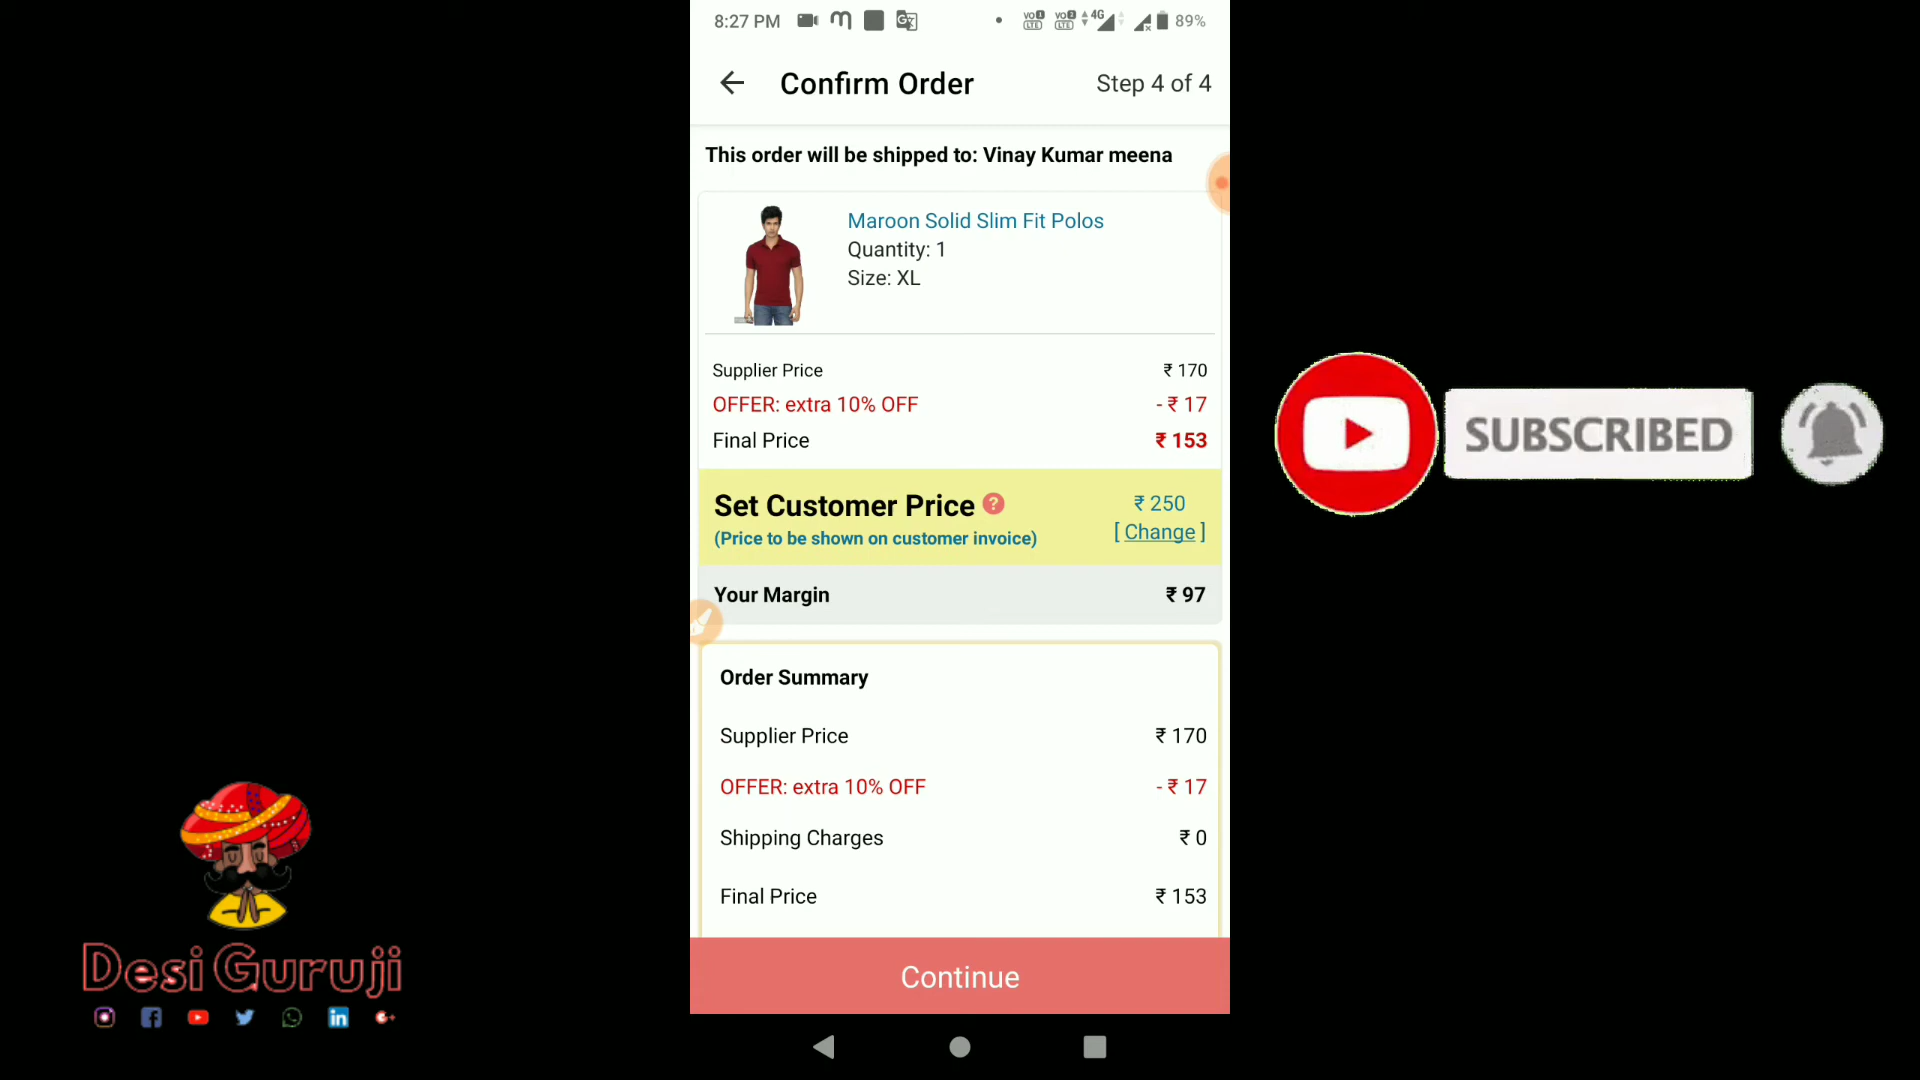 8:27 PM
4G
89%
Confirm Order
Step 4 of 4
This order will be shipped to: Vinay Kumar meena
Maroon Solid Slim Fit Polos
Quantity: 1
Size: XL
Supplier Price ₹ 170
OFFER: extra 10% OFF - ₹ 17
Final Price ₹ 153
Set Customer Price ? ₹ 250
(Price to be shown on customer invoice) [ Change ]
Your Margin ₹ 97
Order Summary
Supplier Price ₹ 170
OFFER: extra 10% OFF - ₹ 17
Shipping Charges ₹ 0
Final Price ₹ 153
Continue
SUBSCRIBED
Desi Guruji